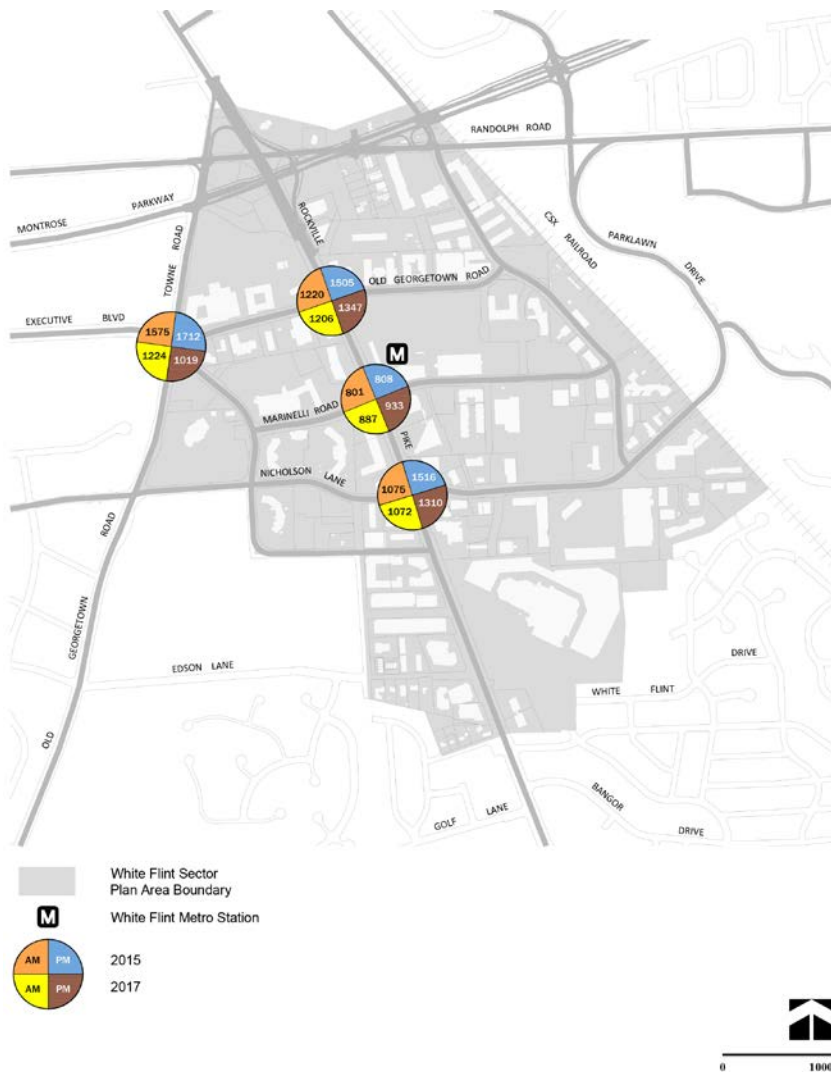 RANDOLPH ROAD
MONTROSE PARKWAY
TOWNE ROAD
ROCKVILLE
CSX RAILROAD
PARKLAWN DRIVE
OLD GEORGETOWN ROAD
1220 1505
1206 1347
EXECUTIVE BLVD
1575 1712
1224 1019
M
801 808
887 933
MARINELLI ROAD
PIKE
NICHOLSON LANE
1075 1516
1072 1310
OLD GEORGETOWN ROAD
EDSON LANE
WHITE FLINT DRIVE
GOLF LANE
BANGOR DRIVE
White Flint Sector
Plan Area Boundary
M White Flint Metro Station
AM PM 2015
AM PM 2017
0 1000